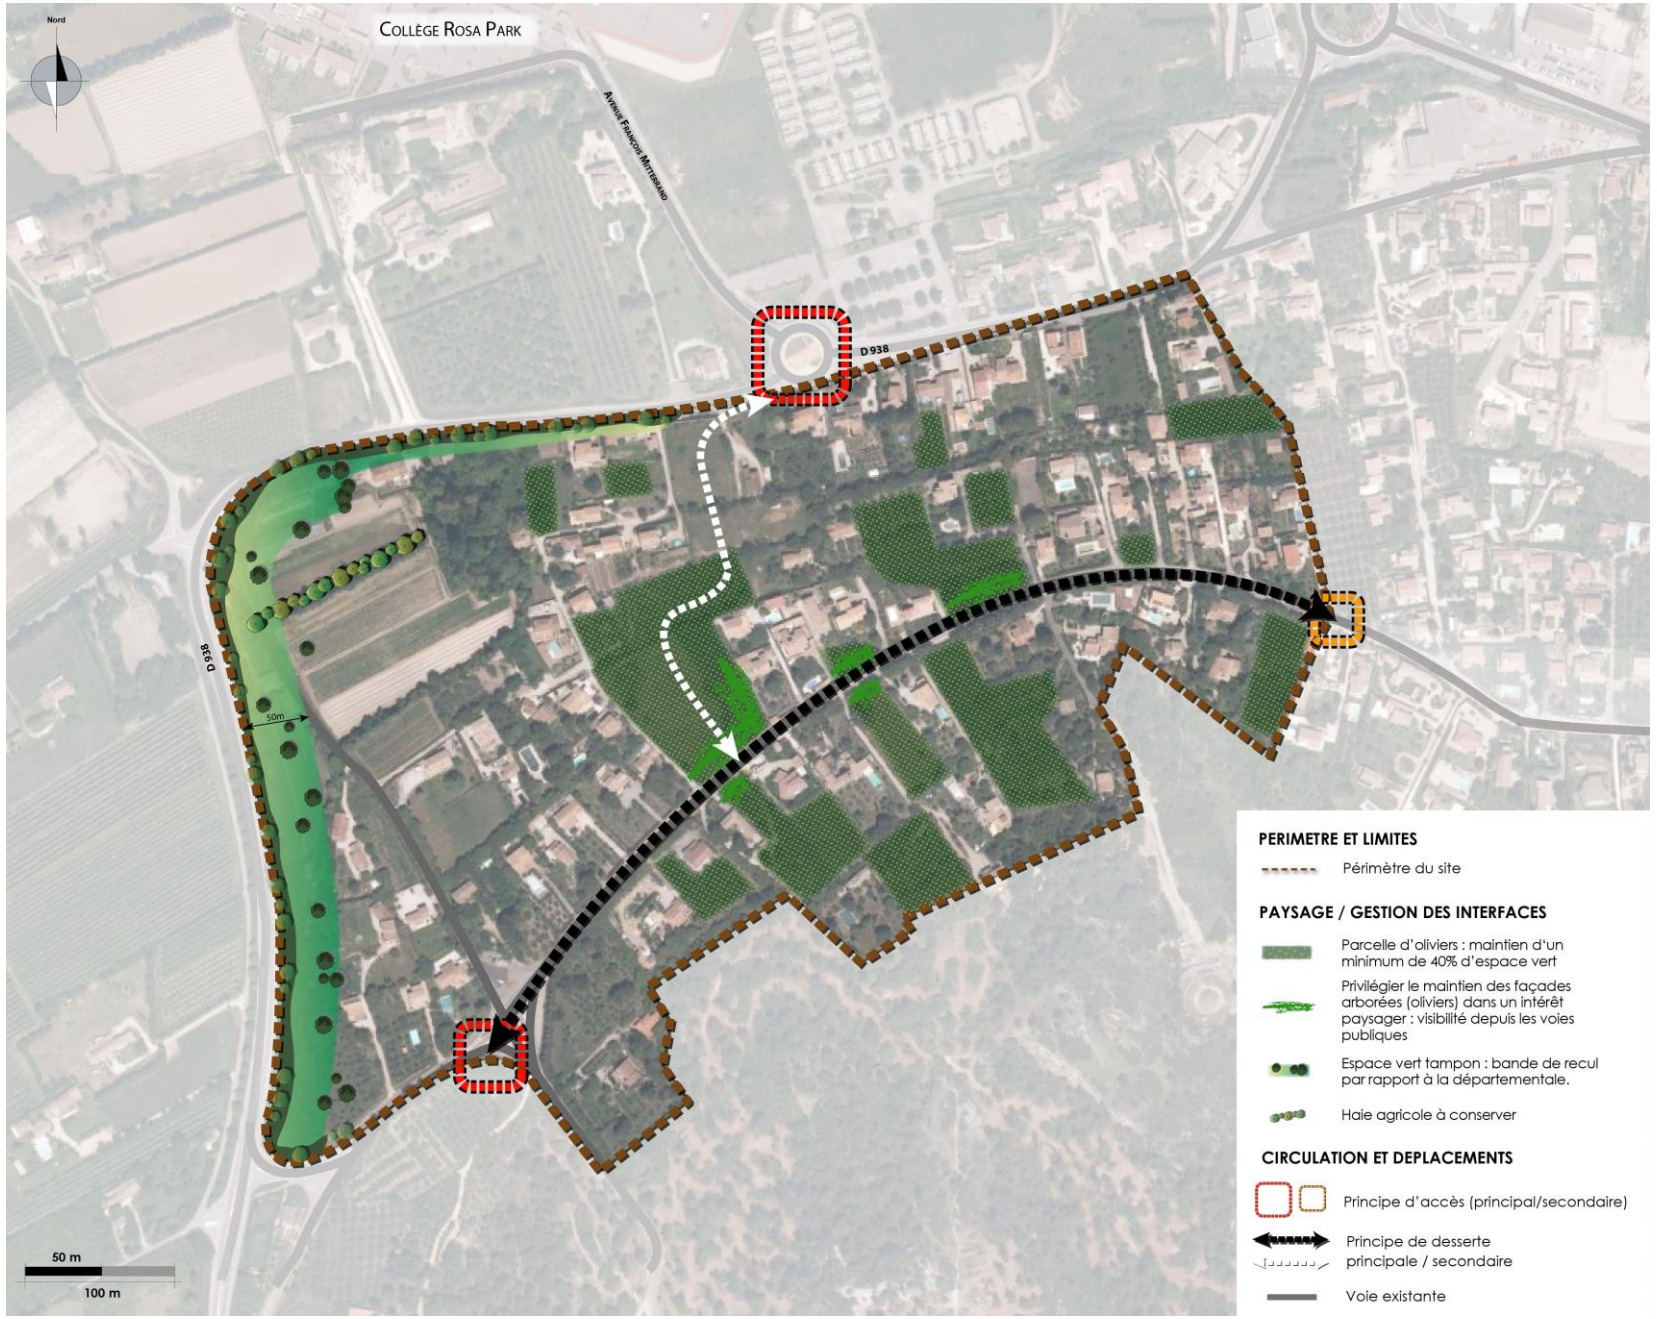 Nord
COLLÈGE ROSA PARK
AVENUE FRANÇOIS MITTERRAND
D 938
D 938
50m
PERIMETRE ET LIMITES
Périmètre du site
PAYSAGE / GESTION DES INTERFACES
Parcelle d'oliviers : maintien d'un
minimum de 40% d'espace vert
Privilégier le maintien des façades
arborées (oliviers) dans un intérêt
paysager : visibilité depuis les voies
publiques
Espace vert tampon : bande de recul
par rapport à la départementale.
Haie agricole à conserver
CIRCULATION ET DEPLACEMENTS
Principe d'accès (principal/secondaire)
Principe de desserte
principale / secondaire
Voie existante
50 m
100 m